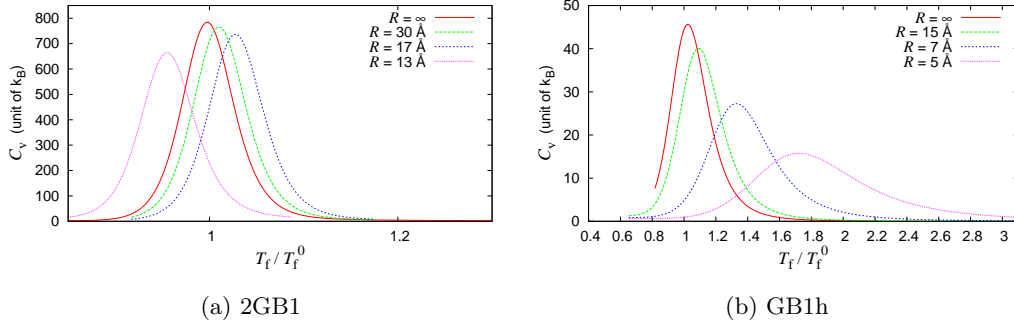 C_v (unit of k_B)
800
700
600
500
400
300
200
100
0
R = ∞
R = 30 Å
R = 17 Å
R = 13 Å
1
1.2
T_f / T_f^0
(a) 2GB1
C_v (unit of k_B)
50
40
30
20
10
0
R = ∞
R = 15 Å
R = 7 Å
R = 5 Å
0.4 0.6 0.8 1 1.2 1.4 1.6 1.8 2 2.2 2.4 2.6 2.8 3
T_f / T_f^0
(b) GB1h